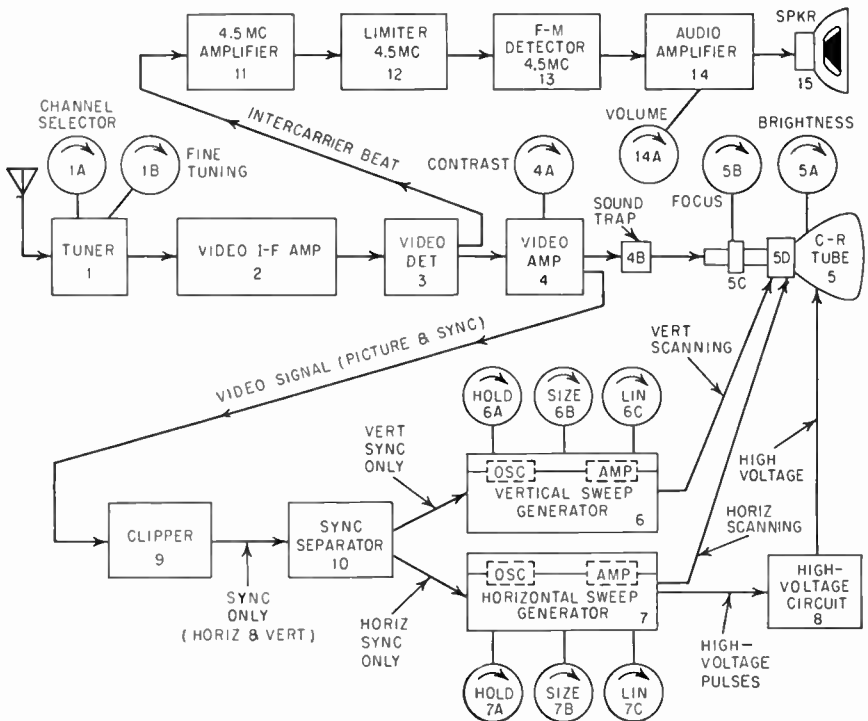 4.5 MC
AMPLIFIER
11
LIMITER
4.5 MC
12
F-M
DETECTOR
4.5 MC
13
AUDIO
AMPLIFIER
14
SPKR
15
CHANNEL
SELECTOR
1A
1B
FINE
TUNING
INTERCARRIER BEAT
CONTRAST
4A
VOLUME
14A
BRIGHTNESS
5B
5A
FOCUS
SOUND
TRAP
TUNER
1
VIDEO I-F AMP
2
VIDEO
DET
3
VIDEO
AMP
4
4B
5C
5D
C-R
TUBE
5
VIDEO SIGNAL (PICTURE & SYNC)
VERT
SCANNING
HOLD
6A
SIZE
6B
LIN
6C
VERT
SYNC
ONLY
OSC
AMP
VERTICAL SWEEP
GENERATOR
6
HIGH
VOLTAGE
HORIZ
SCANNING
CLIPPER
9
SYNC
SEPARATOR
10
SYNC
ONLY
(HORIZ & VERT)
HORIZ
SYNC
ONLY
OSC
AMP
HORIZONTAL SWEEP
GENERATOR
7
HIGH-
VOLTAGE
CIRCUIT
8
HIGH-
VOLTAGE
PULSES
HOLD
7A
SIZE
7B
LIN
7C